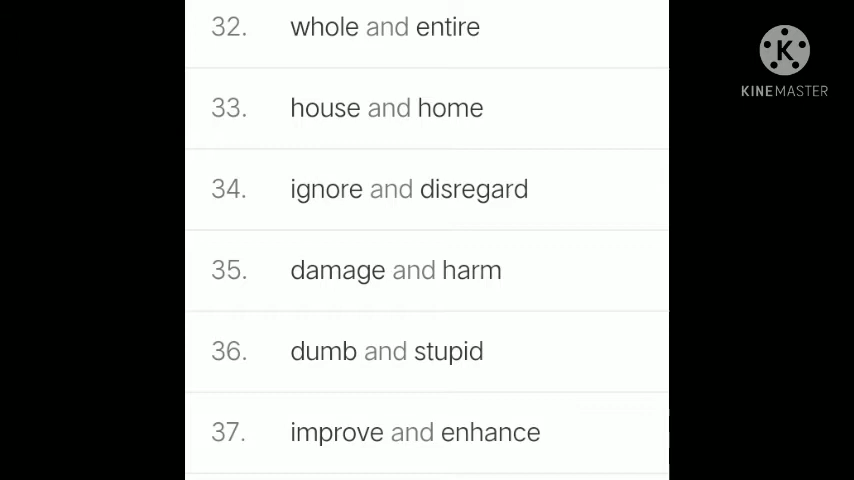 32. whole and entire
33. house and home
34. ignore and disregard
35. damage and harm
36. dumb and stupid
37. improve and enhance
K
KINEMASTER